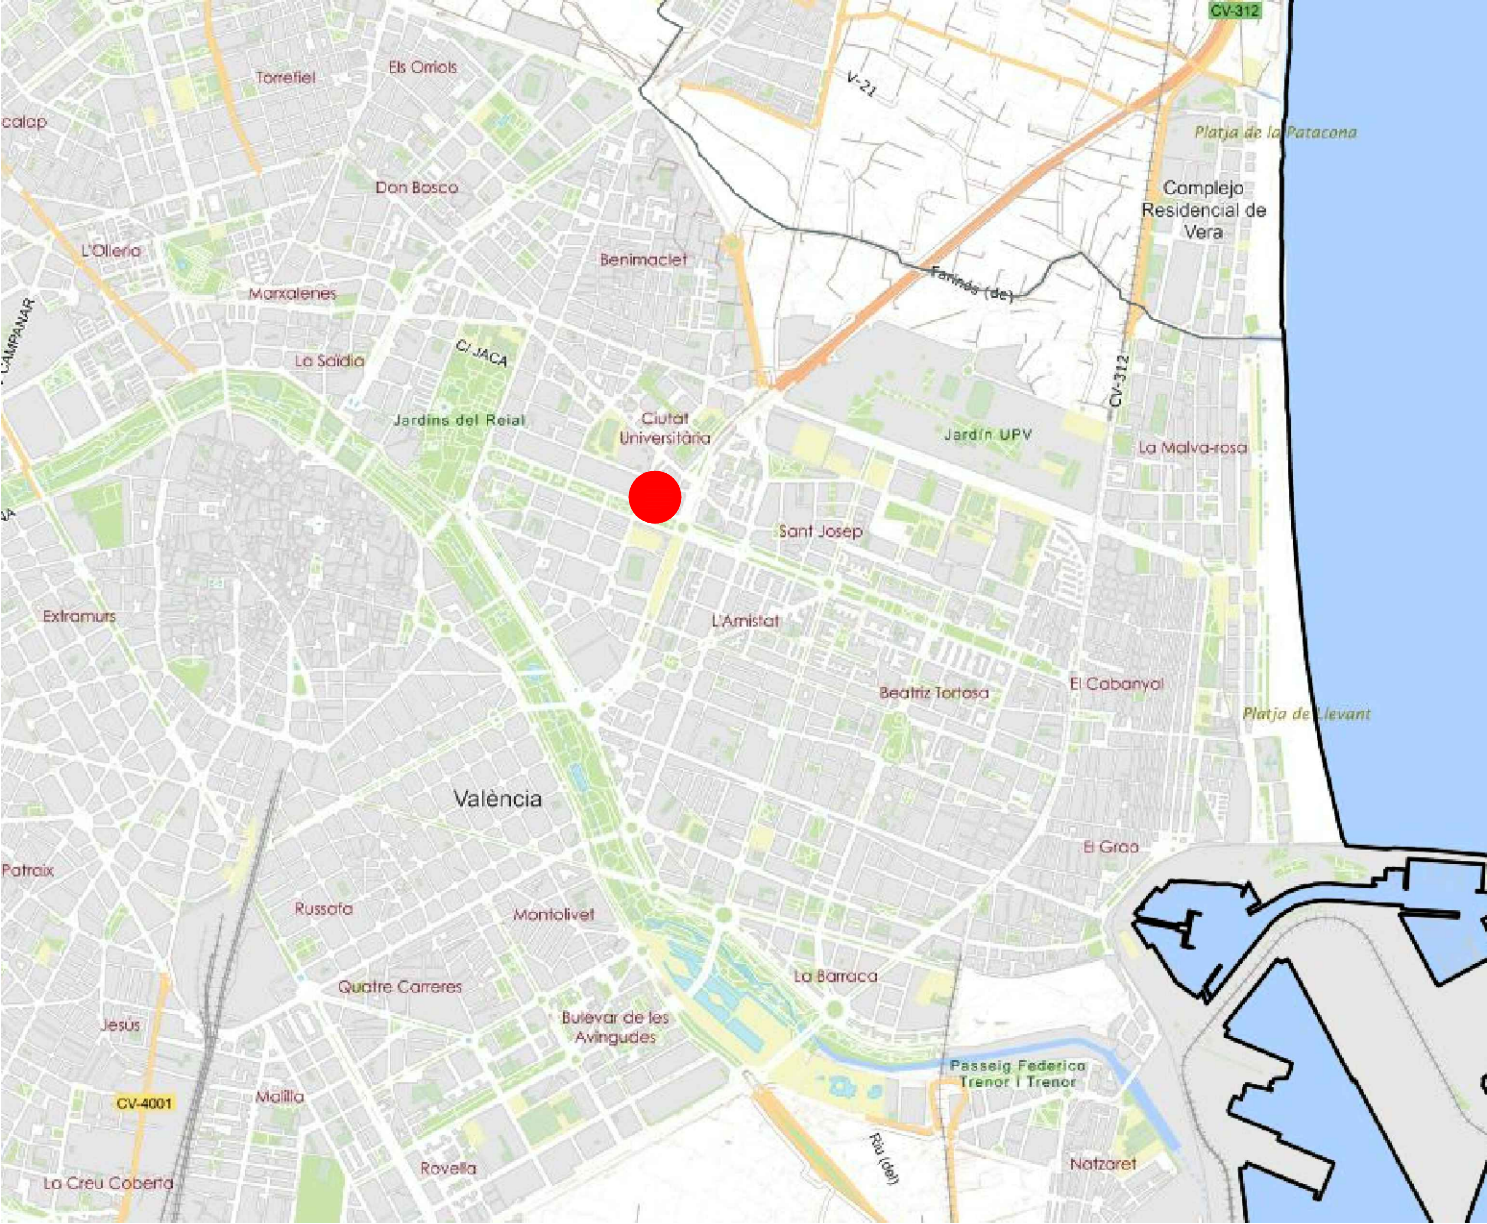 CV-312
Els Orriols
Torrefiel
V-21
calap
Platja de la Patacona
Don Bosco
Complejo
Residencial de
Vera
L'Olleria
Benimaclet
Farinós (de)
Marxalenes
CAMPANAR
C/ JACA
La Saïdia
CV-312
Jardins del Reial
Ciutat
Universitària
Jardín UPV
La Malva-rosa
Sant Josep
Extramurs
L'Amistat
El Cabanyal
Beatriz Tortosa
Platja de Llevant
València
El Grao
Patraix
Russafa
Montolivet
La Barraca
Quatre Carreres
Jesús
Bulevar de les
Avingudes
Passeig Federico
Trenor i Trenor
CV-4001
Malilla
Riu (del)
Rovella
Natzaret
La Creu Coberta